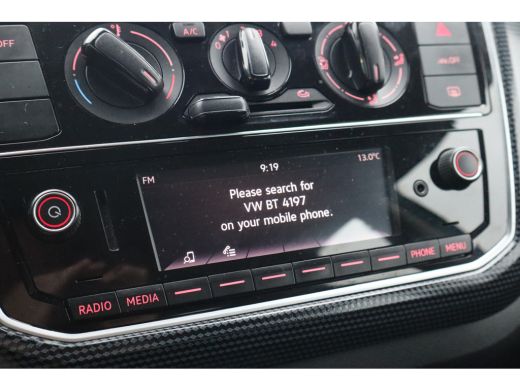 OFF
A/C
OFF
9:19
FM
13.0°C
Please search for
VW BT 4197
on your mobile phone.
RADIO
MEDIA
PHONE
MENU